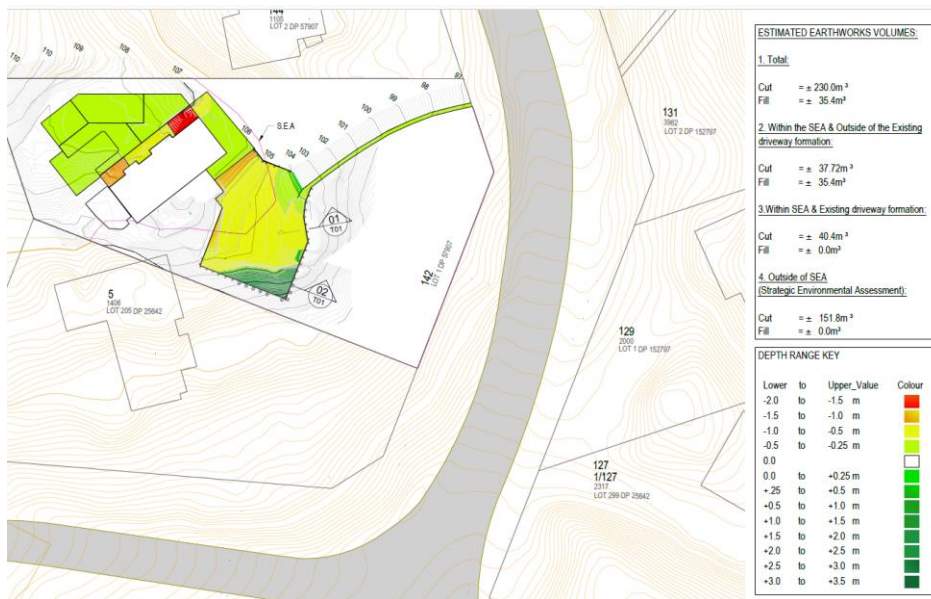 144
1105
LOT 2 DP 57907
110
110
109
108
107
106
105
104
103
102
101
100
99
98
97
S.E.A
01
T01
02
T01
142
LOT 1 DP 57907
5
1406
LOT 205 DP 25642
131
3982
LOT 2 DP 152797
129
2000
LOT 1 DP 152797
127
1/127
2317
LOT 299 DP 25642
ESTIMATED EARTHWORKS VOLUMES:
1. Total:
Cut = ± 230.0m³
Fill = ± 35.4m³
2. Within the SEA & Outside of the Existing
driveway formation:
Cut = ± 37.72m³
Fill = ± 35.4m³
3.Within SEA & Existing driveway formation:
Cut = ± 40.4m³
Fill = ± 0.0m³
4. Outside of SEA
(Strategic Environmental Assessment):
Cut = ± 151.8m³
Fill = ± 0.0m³
DEPTH RANGE KEY
Lower to Upper_Value Colour
-2.0 to -1.5 m
-1.5 to -1.0 m
-1.0 to -0.5 m
-0.5 to -0.25 m
0.0
0.0 to +0.25 m
+.25 to +0.5 m
+0.5 to +1.0 m
+1.0 to +1.5 m
+1.5 to +2.0 m
+2.0 to +2.5 m
+2.5 to +3.0 m
+3.0 to +3.5 m